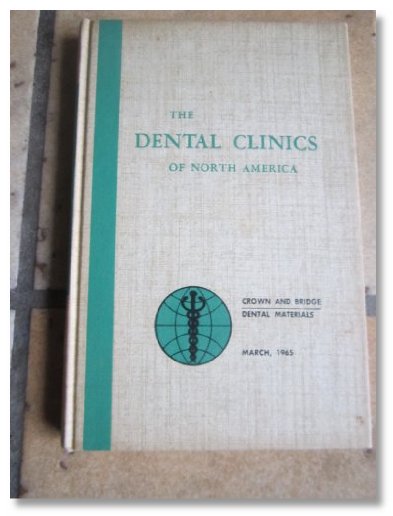 THE
DENTAL CLINICS
OF NORTH AMERICA
CROWN AND BRIDGE
DENTAL MATERIALS
MARCH, 1965